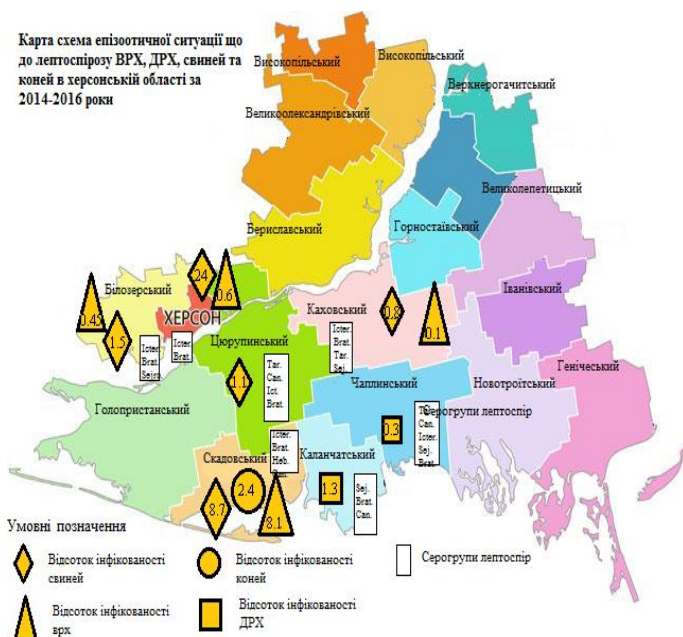 Карта схема епізоотичної ситуації що
до лептоспірозу ВРХ, ДРХ, свиней та
коней в херсонській області за
2014-2016 роки
Високопільський
Високопільський
Верхнерогачитський
Великоолександрівський
Великолепетицький
Бериславський
Горностаївський
Іванівський
Білозерський
24
0.6
0.45
1.5
ХЕРСОН
Icter
Brat.
Sejro
Icter
Brat.
Каховський
0.8
0.1
Цюрупинський
Icter
Brat.
Tar.
Sej.
1.1
Tar.
Can.
Ict.
Brat.
Чаплинський
Новотроїтський
Генічеський
Голопристанський
0.3
Серогрупи лептоспір
Can.
Icter.
Sej.
Brat.
Скадовський
Icter.
Brat.
Heb.
Каланчатський
8.7
2.4
8.1
1.3
Sej.
Brat.
Can.
Умовні позначення
Відсоток інфікованості
свиней
Відсоток інфікованості
коней
Серогрупи лептоспір
Відсоток інфікованості
врх
Відсоток інфікованості
ДРХ